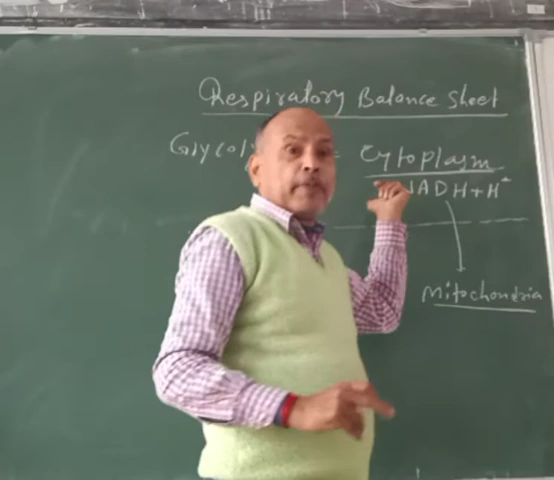 Respiratory Balance Sheet
= Cytoplasm
NADH+H+
Mitochondria